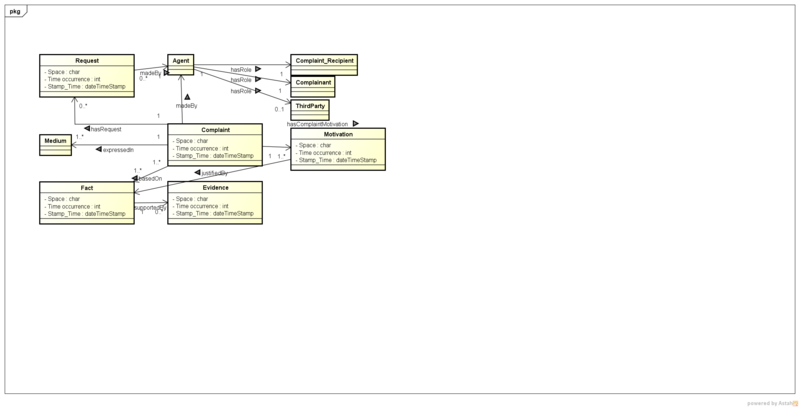 pkg
Request
- Space : char
- Time occurrence : int
- Stamp_Time : dateTimeStamp
Agent
Complaint_Recipient
Complainant
ThirdParty
madeBy
0..*
1
hasRole
1
hasRole
1
hasRole
1
0..1
madeBy
0..*
hasRequest
1
hasComplaintMotivation
Complaint
- Space : char
- Time occurrence : int
- Stamp_Time : dateTimeStamp
Motivation
- Space : char
- Time occurrence : int
- Stamp_Time : dateTimeStamp
Medium
1..*
1
expressedIn
1
1..*
1..*
1..*
basedOn
justifiedBy
Fact
- Space : char
- Time occurrence : int
- Stamp_Time : dateTimeStamp
Evidence
- Space : char
- Time occurrence : int
- Stamp_Time : dateTimeStamp
supportedBy
1
0..*
powered by Astah